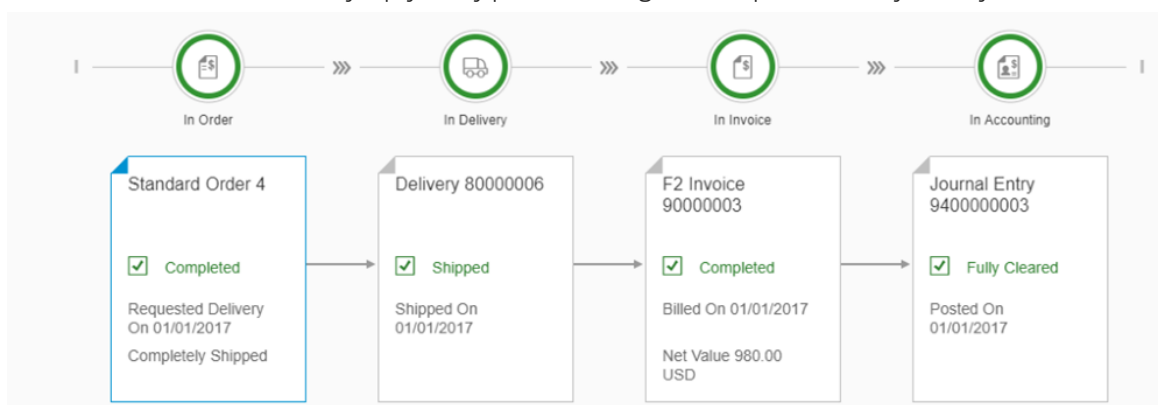 In Order
In Delivery
In Invoice
In Accounting
Standard Order 4
Completed
Requested Delivery
On 01/01/2017
Completely Shipped
Delivery 80000006
Shipped
Shipped On
01/01/2017
F2 Invoice
90000003
Completed
Billed On 01/01/2017
Net Value 980.00
USD
Journal Entry
9400000003
Fully Cleared
Posted On
01/01/2017